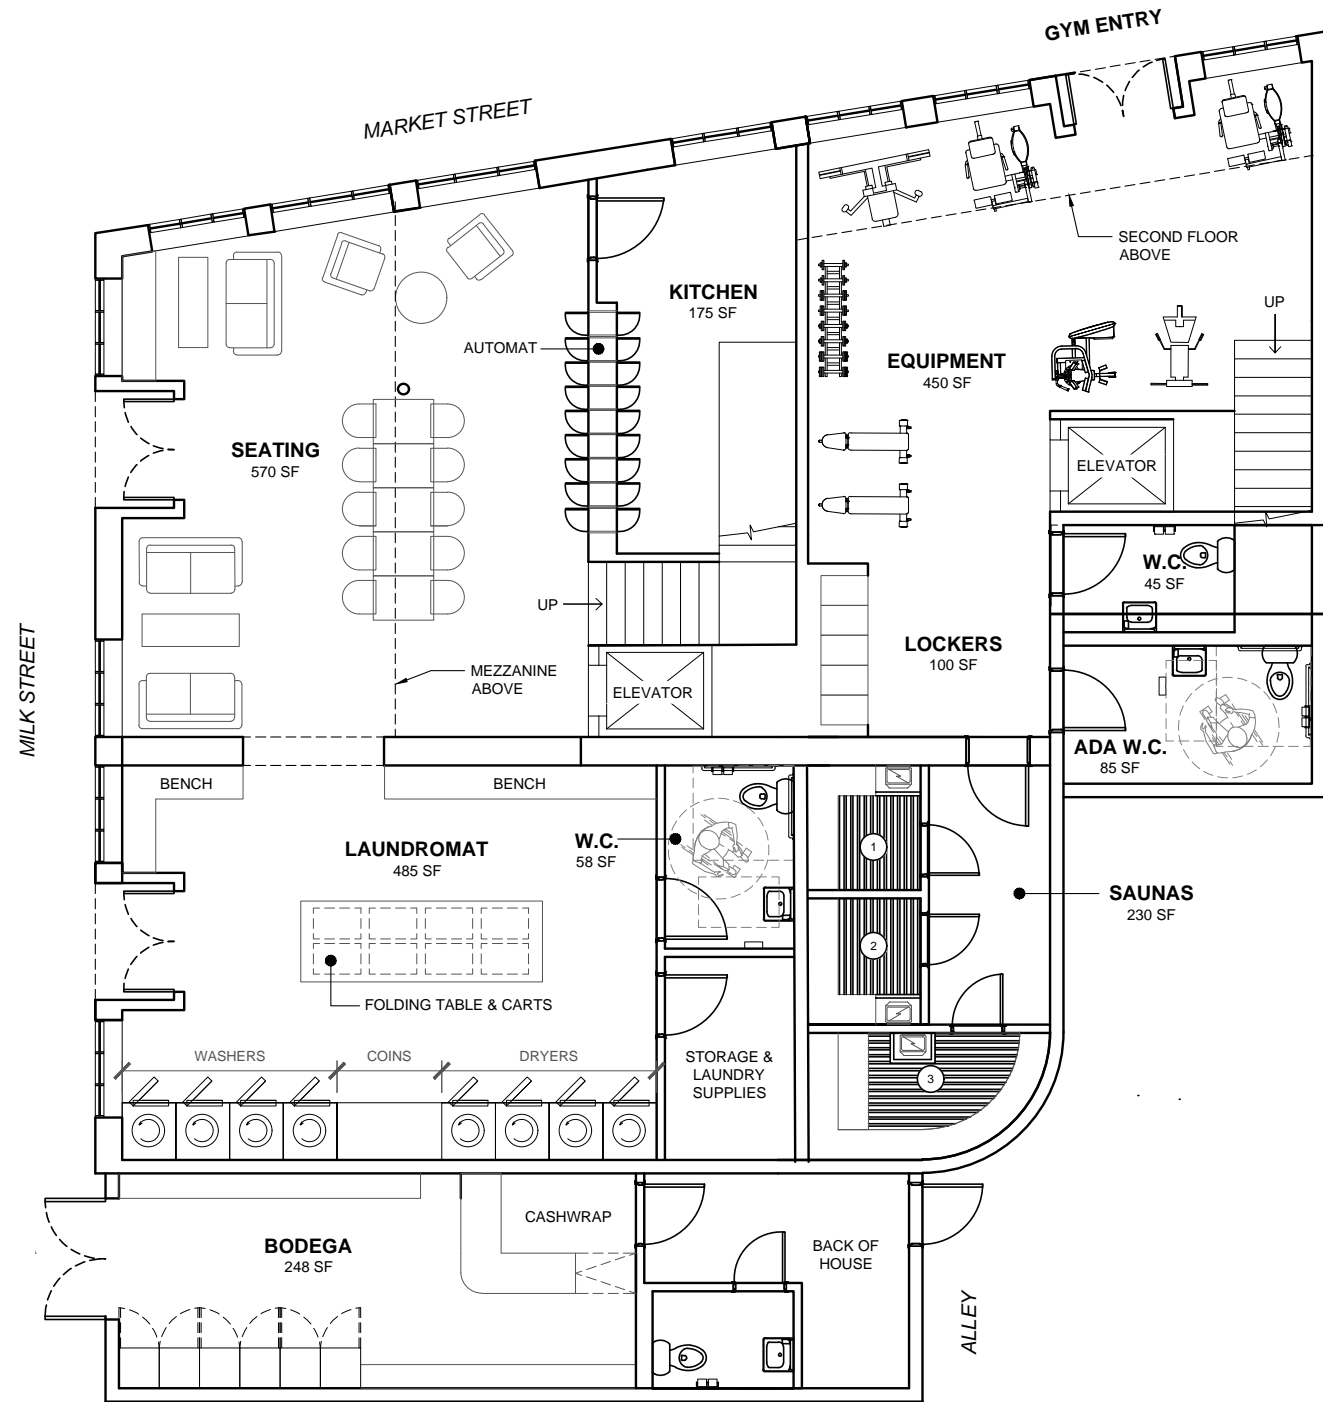 GYM ENTRY
MARKET STREET
SECOND FLOOR
ABOVE
KITCHEN
175 SF
UP
AUTOMAT
EQUIPMENT
450 SF
SEATING
570 SF
ELEVATOR
W.C.
45 SF
UP
LOCKERS
100 SF
MEZZANINE
ABOVE
ELEVATOR
MILK STREET
ADA W.C.
85 SF
BENCH
BENCH
LAUNDROMAT
485 SF
W.C.
58 SF
1
SAUNAS
230 SF
2
FOLDING TABLE & CARTS
WASHERS
COINS
DRYERS
STORAGE &
LAUNDRY
SUPPLIES
3
CASHWRAP
BODEGA
248 SF
BACK OF
HOUSE
ALLEY